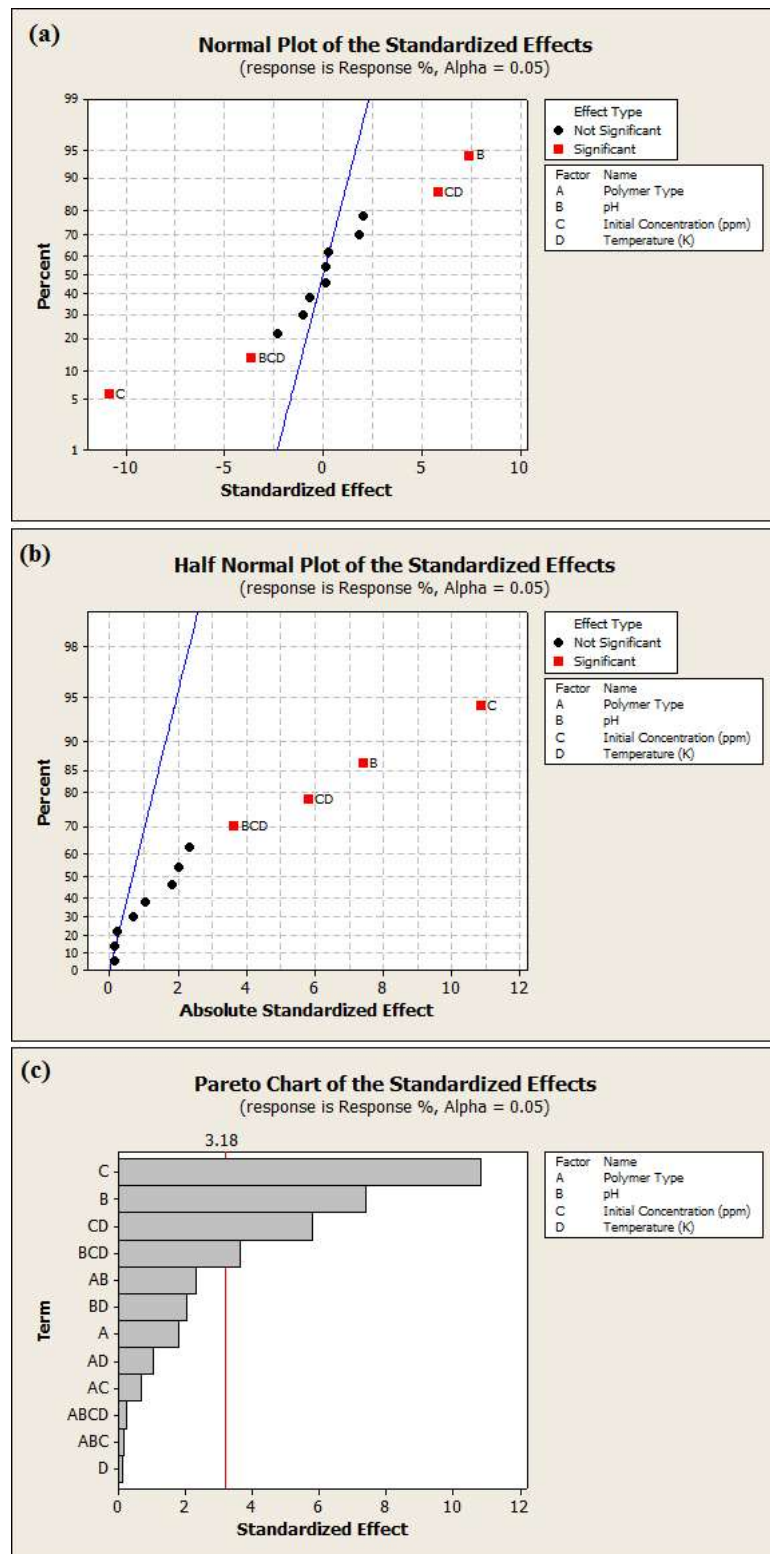 (a)
Normal Plot of the Standardized Effects
(response is Response %, Alpha = 0.05)
99
95
90
80
70
60
50
40
30
20
10
5
1
Percent
B
CD
BCD
C
-10 -5 0 5 10
Standardized Effect
Effect Type
Not Significant
Significant
Factor Name
A Polymer Type
B pH
C Initial Concentration (ppm)
D Temperature (K)
(b)
Half Normal Plot of the Standardized Effects
(response is Response %, Alpha = 0.05)
98
95
90
85
80
70
60
50
40
30
20
10
0
Percent
C
B
CD
BCD
0 2 4 6 8 10 12
Absolute Standardized Effect
Effect Type
Not Significant
Significant
Factor Name
A Polymer Type
B pH
C Initial Concentration (ppm)
D Temperature (K)
(c)
Pareto Chart of the Standardized Effects
(response is Response %, Alpha = 0.05)
3.18
C
B
CD
BCD
AB
BD
A
AD
AC
ABCD
ABC
D
Term
0 2 4 6 8 10 12
Standardized Effect
Factor Name
A Polymer Type
B pH
C Initial Concentration (ppm)
D Temperature (K)